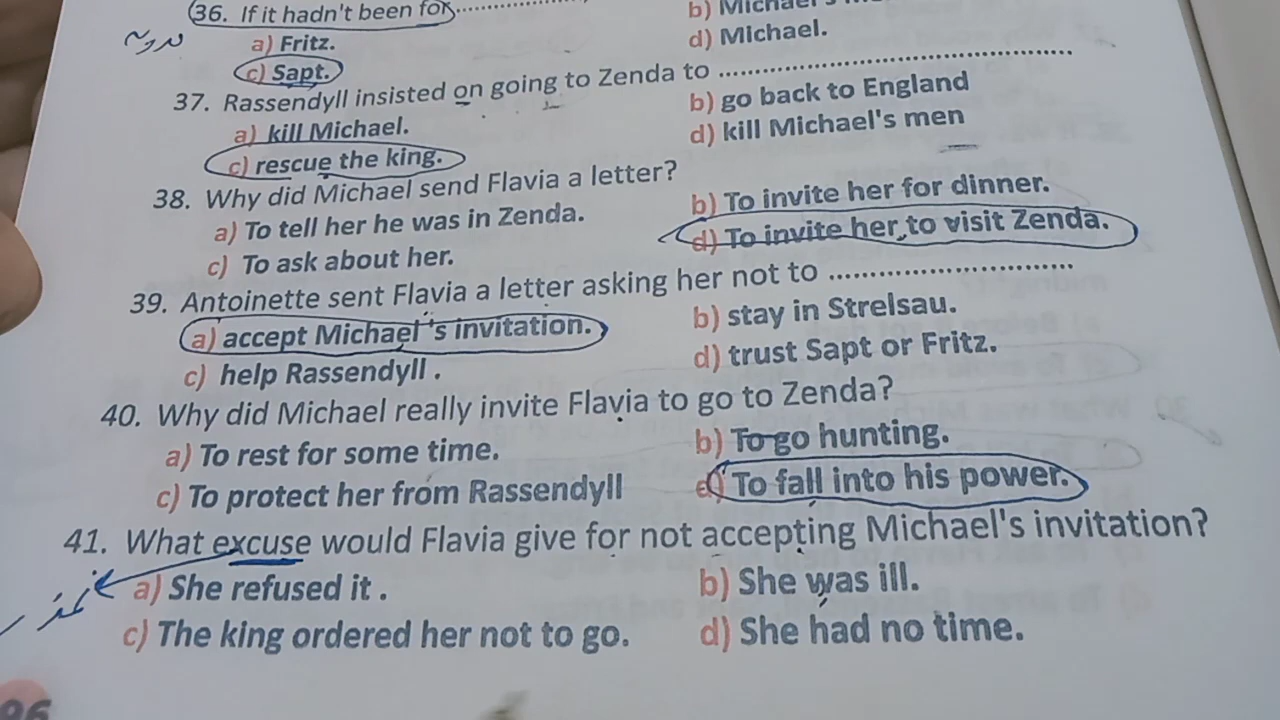 36. If it hadn't been for ..................
a) Fritz.
d) Michael.
c) Sapt.
37. Rassendyll insisted on going to Zenda to ..............................
a) kill Michael.
b) go back to England
c) rescue the king.
d) kill Michael's men
38. Why did Michael send Flavia a letter?
a) To tell her he was in Zenda.
b) To invite her for dinner.
c) To ask about her.
d) To invite her to visit Zenda.
39. Antoinette sent Flavia a letter asking her not to ..............................
a) accept Michael 's invitation.
b) stay in Strelsau.
c) help Rassendyll .
d) trust Sapt or Fritz.
40. Why did Michael really invite Flavia to go to Zenda?
a) To rest for some time.
b) To go hunting.
c) To protect her from Rassendyll
To fall into his power.
41. What excuse would Flavia give for not accepting Michael's invitation?
a) She refused it .
b) She was ill.
c) The king ordered her not to go.
d) She had no time.